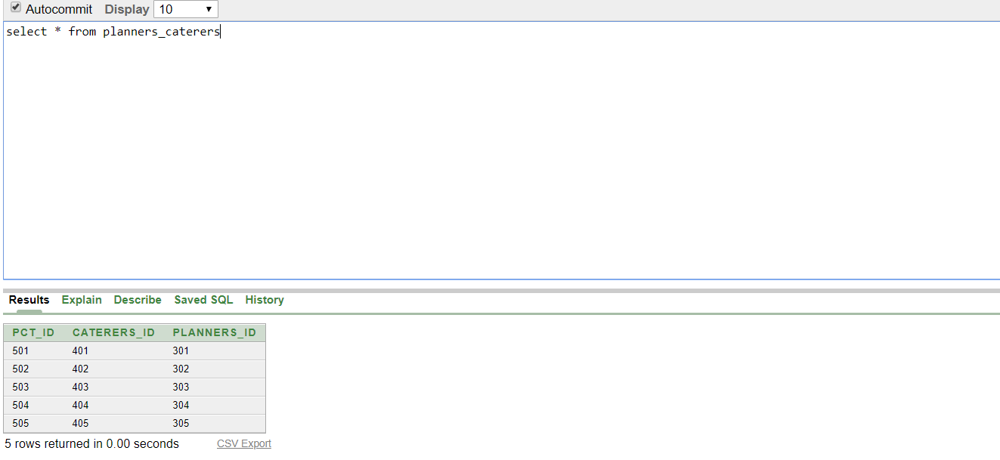 Autocommit Display 10
select * from planners_caterers
Results Explain Describe Saved SQL History
PCT_ID CATERERS_ID PLANNERS_ID
501 401 301
502 402 302
503 403 303
504 404 304
505 405 305
5 rows returned in 0.00 seconds CSV Export